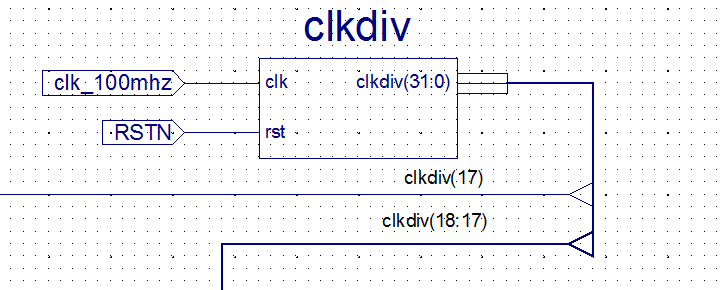 clkdiv
clk_100mhz clk clkdiv(31:0)
RSTN rst
clkdiv(17)
clkdiv(18:17)